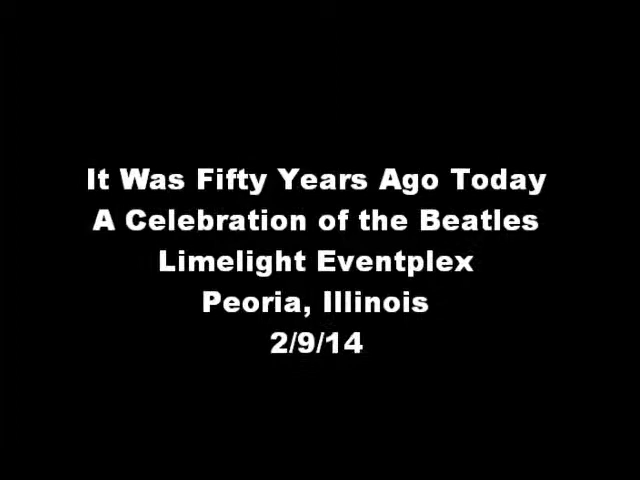 It Was Fifty Years Ago Today
A Celebration of the Beatles
Limelight Eventplex
Peoria, Illinois
2/9/14